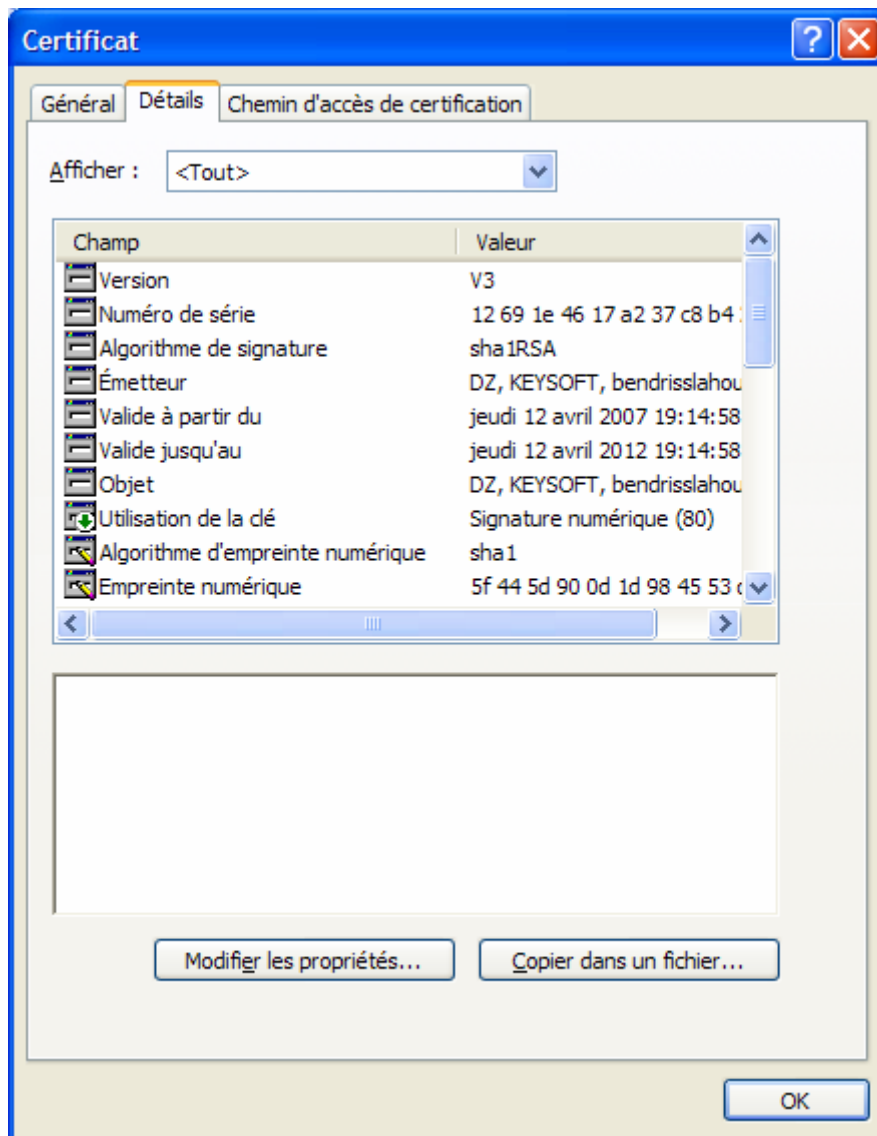 Certificat
Général Détails Chemin d'accès de certification
Afficher : <Tout>
Champ Valeur
Version V3
Numéro de série 12 69 1e 46 17 a2 37 c8 b4
Algorithme de signature sha1RSA
Émetteur DZ, KEYSOFT, bendrisslahou
Valide à partir du jeudi 12 avril 2007 19:14:58
Valide jusqu'au jeudi 12 avril 2012 19:14:58
Objet DZ, KEYSOFT, bendrisslahou
Utilisation de la clé Signature numérique (80)
Algorithme d'empreinte numérique sha1
Empreinte numérique 5f 44 5d 90 0d 1d 98 45 53
Modifier les propriétés... Copier dans un fichier...
OK